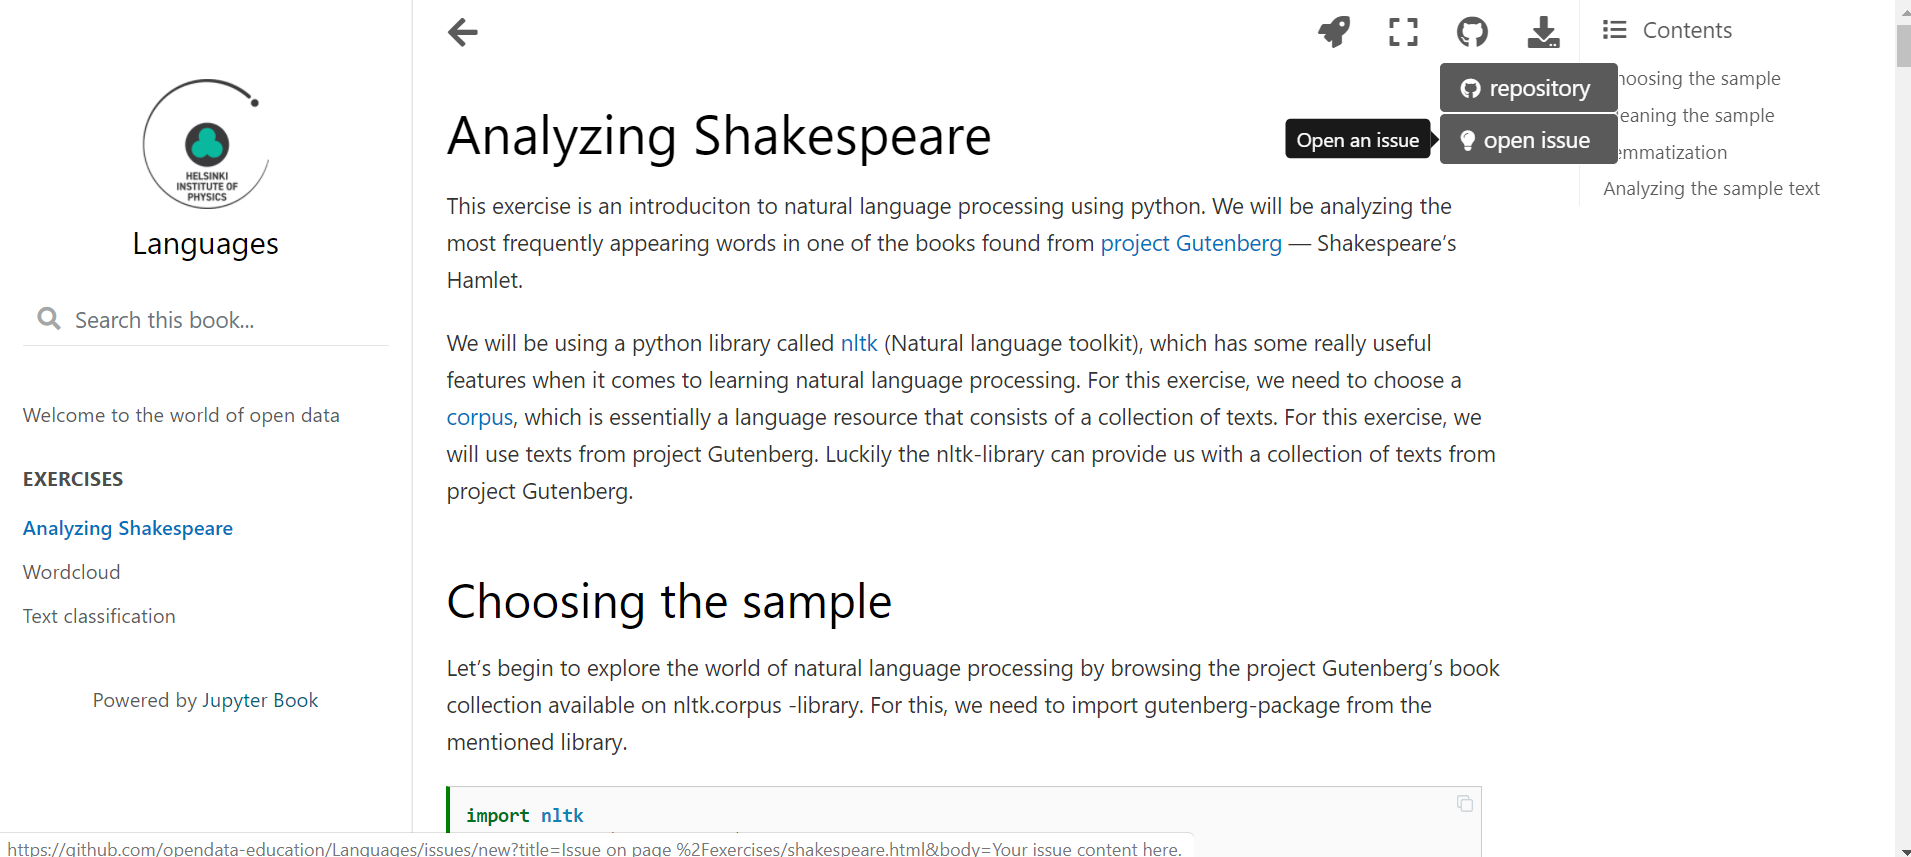 HELSINKI
INSTITUTE OF
PHYSICS
Languages
Search this book...
Welcome to the world of open data
EXERCISES
Analyzing Shakespeare
Wordcloud
Text classification
Powered by Jupyter Book
repository
Open an issue
open issue
Analyzing Shakespeare
This exercise is an introduciton to natural language processing using python. We will be analyzing the
most frequently appearing words in one of the books found from project Gutenberg — Shakespeare’s
Hamlet.
We will be using a python library called nltk (Natural language toolkit), which has some really useful
features when it comes to learning natural language processing. For this exercise, we need to choose a
corpus, which is essentially a language resource that consists of a collection of texts. For this exercise, we
will use texts from project Gutenberg. Luckily the nltk-library can provide us with a collection of texts from
project Gutenberg.
Choosing the sample
Let’s begin to explore the world of natural language processing by browsing the project Gutenberg’s book
collection available on nltk.corpus -library. For this, we need to import gutenberg-package from the
mentioned library.
import nltk
Contents
hoosing the sample
eaning the sample
emmatization
Analyzing the sample text
https://github.com/opendata-education/Languages/issues/new?title=Issue on page %2Fexercises/shakespeare.html&body=Your issue content here.